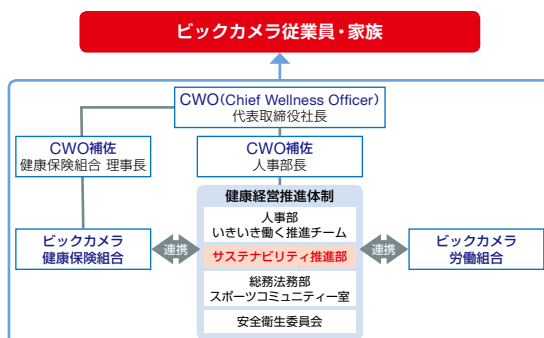 ビックカメラ従業員・家族
CWO(Chief Wellness Officer)
代表取締役社長
CWO補佐
健康保険組合 理事長
CWO補佐
人事部長
健康経営推進体制
人事部
いきいき働く推進チーム
サステナビリティ推進部
総務法務部
スポーツコミュニティー室
安全衛生委員会
ビックカメラ
健康保険組合
連携
連携
ビックカメラ
労働組合